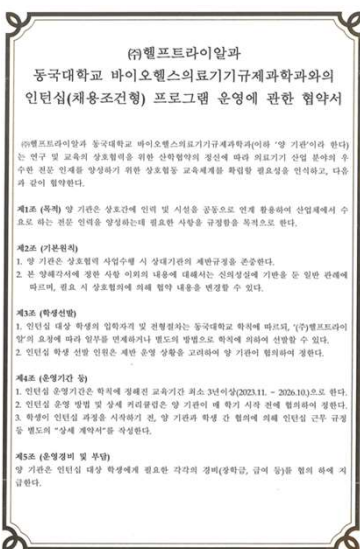 ㈜헬프트라이알과
동국대학교 바이오헬스의료기기규제과학과와의
인턴십(채용조건형) 프로그램 운영에 관한 협약서
㈜헬프트라이알과 동국대학교 바이오헬스의료기기규제과학과(이하 '양 기관'이라 한다)
는 연구 및 교육의 상호협력을 위한 산학협약의 정신에 따라 의료기기 산업 분야의 우
수한 전문 인재를 양성하기 위한 상호협동 교육체계를 확립할 필요성을 인식하고, 다음
과 같이 협약한다.
제1조 (목적) 양 기관은 상호간에 인력 및 시설을 공동으로 연계 활용하여 산업체에서 수
요로 하는 전문 인력을 양성하는데 필요한 사항을 규정함을 목적으로 한다.
제2조 (기본원칙)
1. 양 기관은 상호협력 사업수행 시 상대기관의 제반규정을 존중한다.
2. 본 양해각서에 정한 사항 이외의 내용에 대해서는 신의성실에 기반을 둔 일반 관례에
따르며, 필요 시 상호협의에 의해 협약 내용을 변경할 수 있다.
제3조 (학생선발)
1. 인턴십 대상 학생의 입학자격 및 전형절차는 동국대학교 학칙에 따르되, '(주)헬프트라이
알'의 요청에 따라 일부를 면제하거나 별도의 방법으로 학칙에 의하여 선발할 수 있다.
2. 인턴십 학생 선발 인원은 제반 운영 상황을 고려하여 양 기관이 협의하여 정한다.
제4조 (운영기간 등)
1. 인턴십 운영기간은 학칙에 정해진 교육기간 최소 3년이상(2023.11. ~ 2026.10.)으로 한다.
2. 인턴십 운영 방법 및 상세 커리큘럼은 양 기관이 매 학기 시작 전에 협의하여 정한다.
3. 학생이 인턴십 과정을 시작하기 전, 양 기관과 학생 간 협의에 의해 인턴십 근무 규정
등 별도의 "상세 계약서"를 작성한다.
제5조 (운영경비 및 부담)
양 기관은 인턴십 대상 학생에게 필요한 각각의 경비(장학금, 급여 등)를 협의 하에 지
급한다.